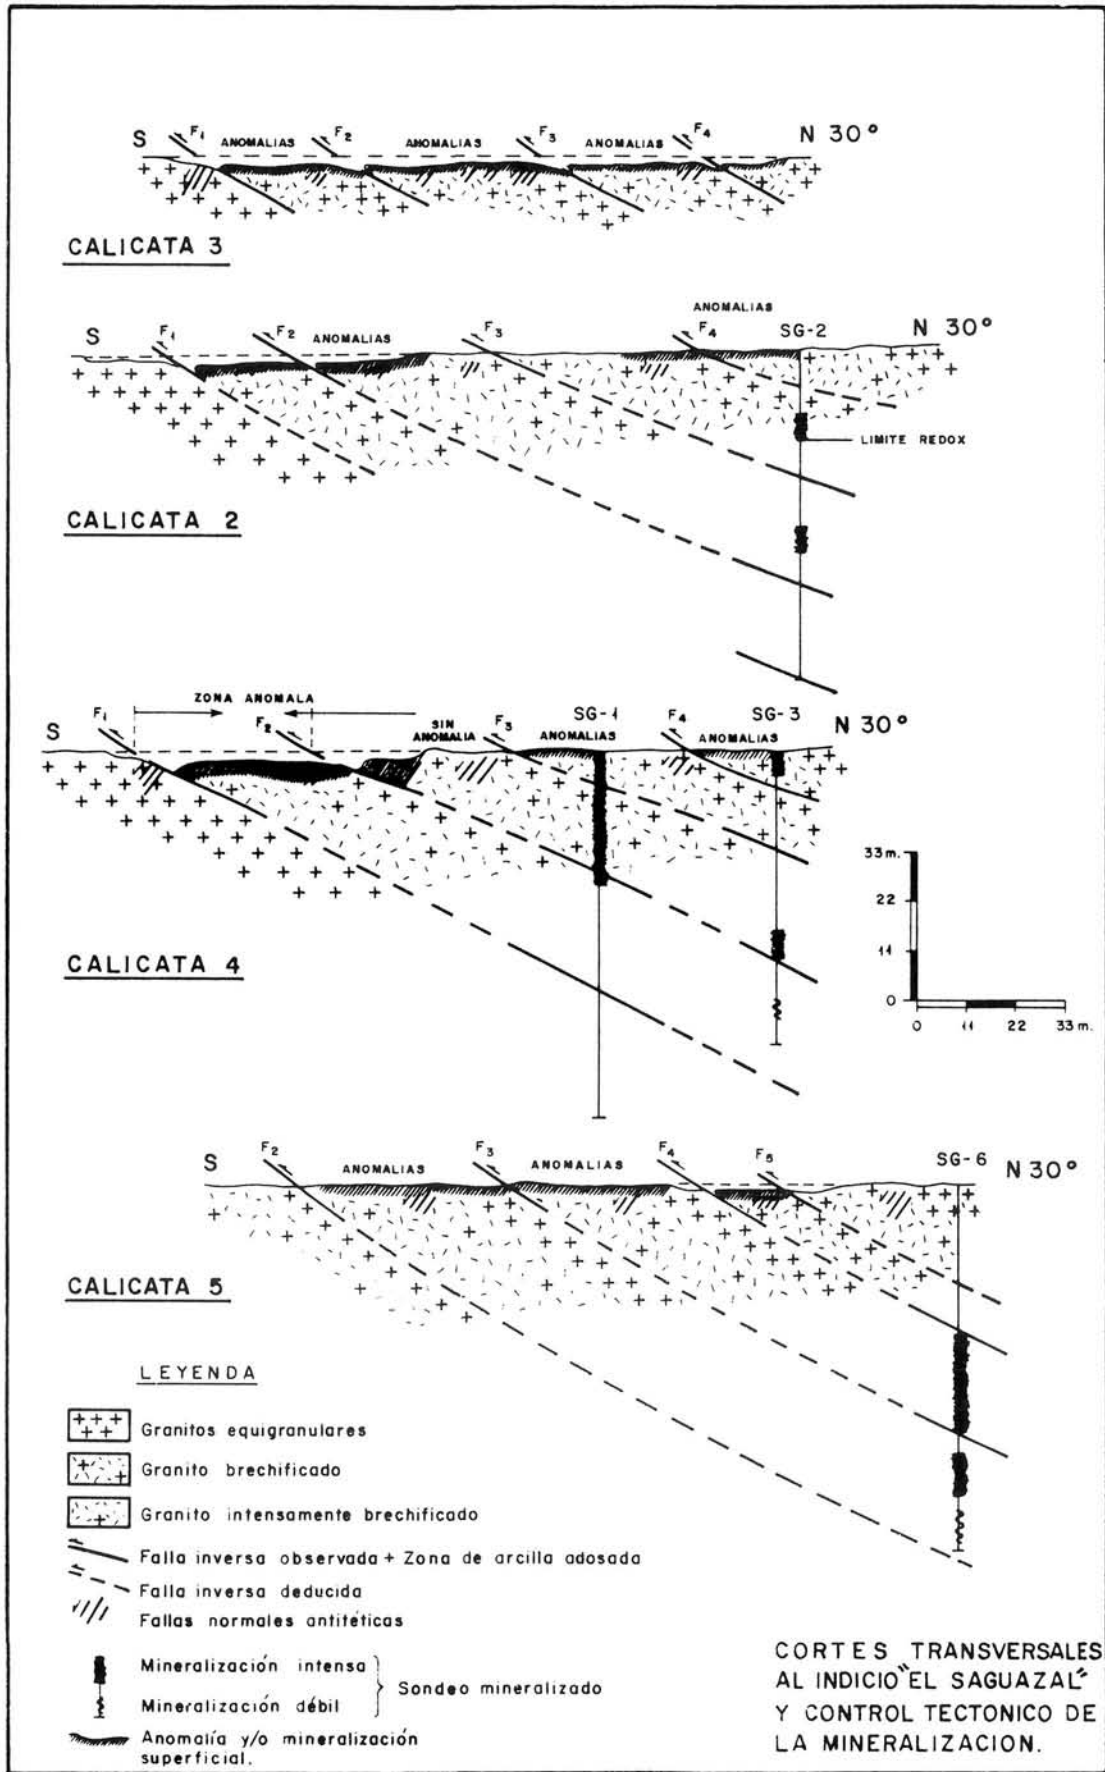 S F1 ANOMALIAS F2 ANOMALIAS F3 ANOMALIAS F4 N 30°
CALICATA 3
ANOMALIAS
S F1 F2 ANOMALIAS F3 F4 SG-2 N 30°
LIMITE REDOX
CALICATA 2
ZONA ANOMALA
S F1 F2 SIN ANOMALIA F3 SG-1 ANOMALIAS F4 SG-3 ANOMALIAS N 30°
33 m.
22
11
0
0 11 22 33 m.
CALICATA 4
S F2 ANOMALIAS F3 ANOMALIAS F4 F5 SG-6 N 30°
CALICATA 5
LEYENDA
Granitos equigranulares
Granito brechificado
Granito intensamente brechificado
Falla inversa observada + Zona de arcilla adosada
Falla inversa deducida
Fallas normales antitéticas
Mineralización intensa
Mineralización débil
Sondeo mineralizado
Anomalía y/o mineralización
superficial.
CORTES TRANSVERSALES
AL INDICIO "EL SAGUAZAL"
Y CONTROL TECTONICO DE
LA MINERALIZACION.